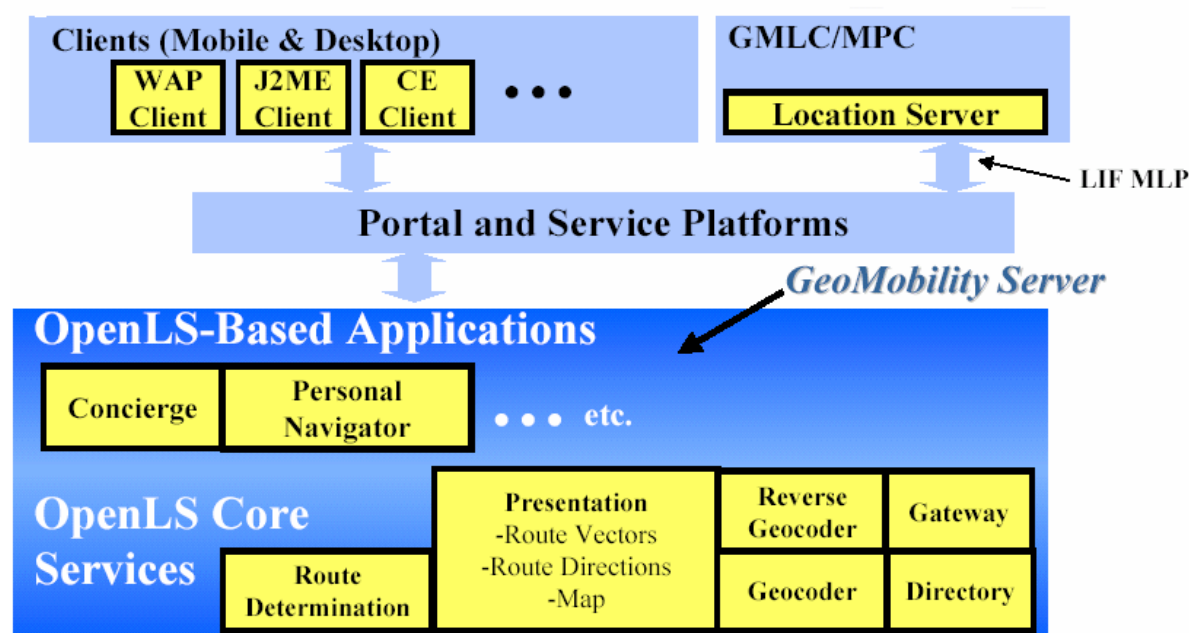 Clients (Mobile & Desktop)
WAP
Client
J2ME
Client
CE
Client
• • •
GMLC/MPC
Location Server
LIF MLP
Portal and Service Platforms
GeoMobility Server
OpenLS-Based Applications
Concierge
Personal
Navigator
• • • etc.
OpenLS Core
Services
Route
Determination
Presentation
-Route Vectors
-Route Directions
-Map
Reverse
Geocoder
Gateway
Geocoder
Directory